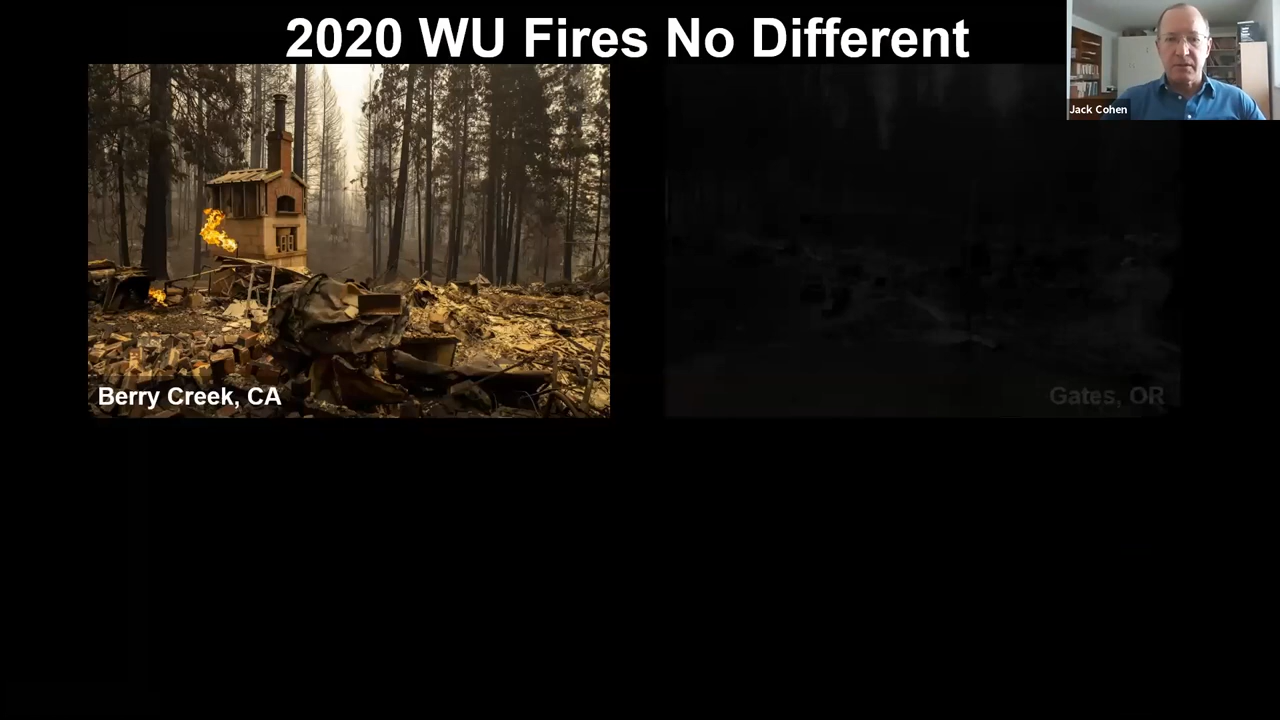 2020 WU Fires No Different
Jack Cohen
Berry Creek, CA
Gates, OR